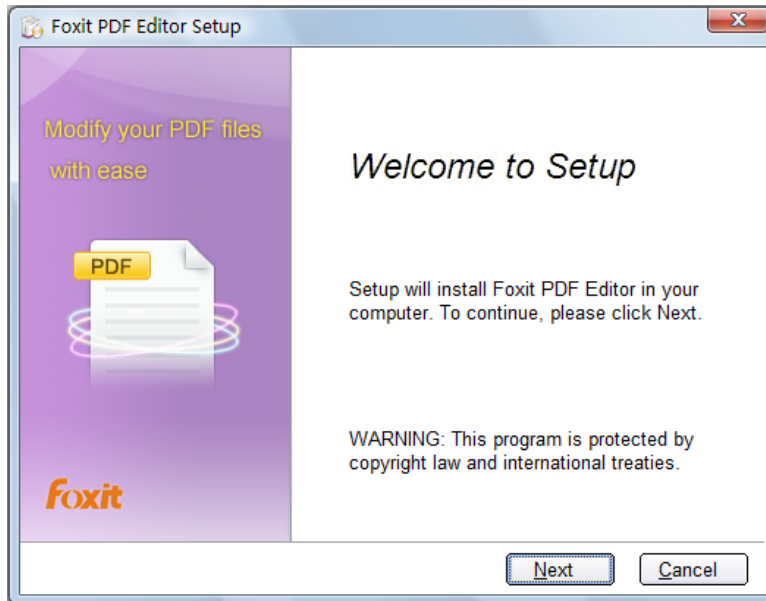 Foxit PDF Editor Setup
Modify your PDF files
with ease
PDF
Foxit
Welcome to Setup
Setup will install Foxit PDF Editor in your
computer. To continue, please click Next.
WARNING: This program is protected by
copyright law and international treaties.
Next
Cancel